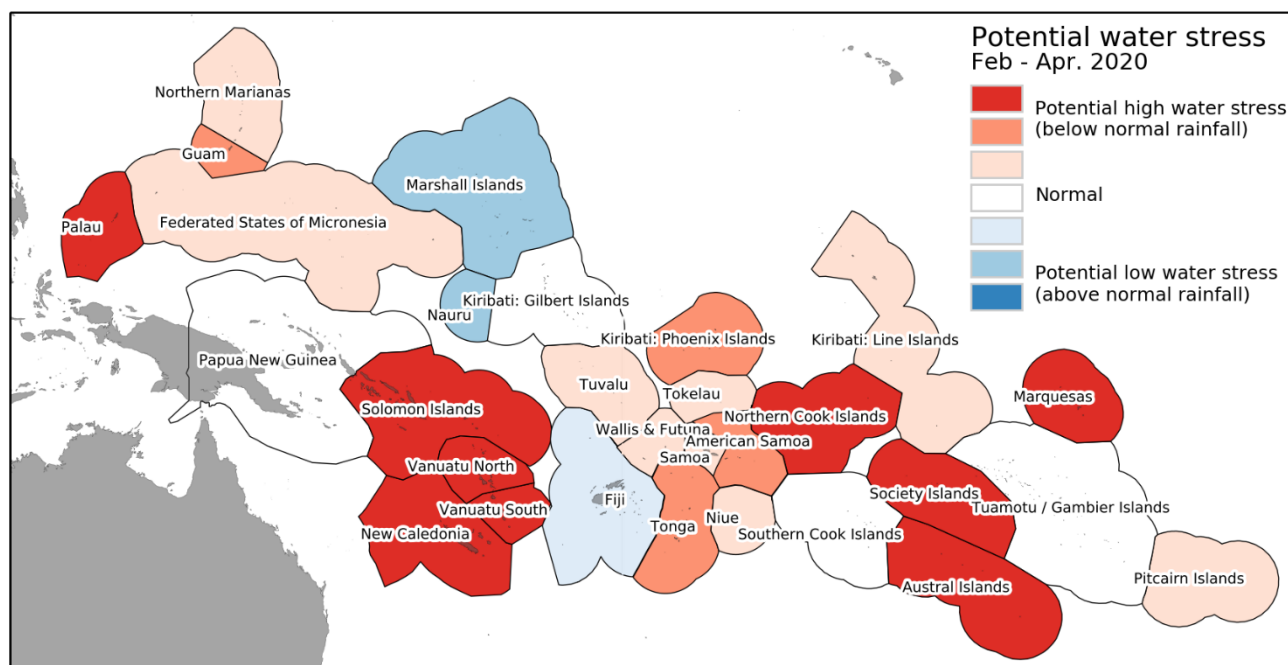 Potential water stress
Feb - Apr. 2020
Potential high water stress
(below normal rainfall)
Normal
Potential low water stress
(above normal rainfall)
Northern Marianas
Guam
Palau
Federated States of Micronesia
Marshall Islands
Nauru
Kiribati: Gilbert Islands
Papua New Guinea
Kiribati: Phoenix Islands
Kiribati: Line Islands
Tuvalu
Tokelau
Solomon Islands
Northern Cook Islands
Marquesas
Wallis & Futuna
American Samoa
Samoa
Vanuatu North
Vanuatu South
New Caledonia
Fiji
Tonga
Niue
Society Islands
Tuamotu / Gambier Islands
Southern Cook Islands
Austral Islands
Pitcairn Islands